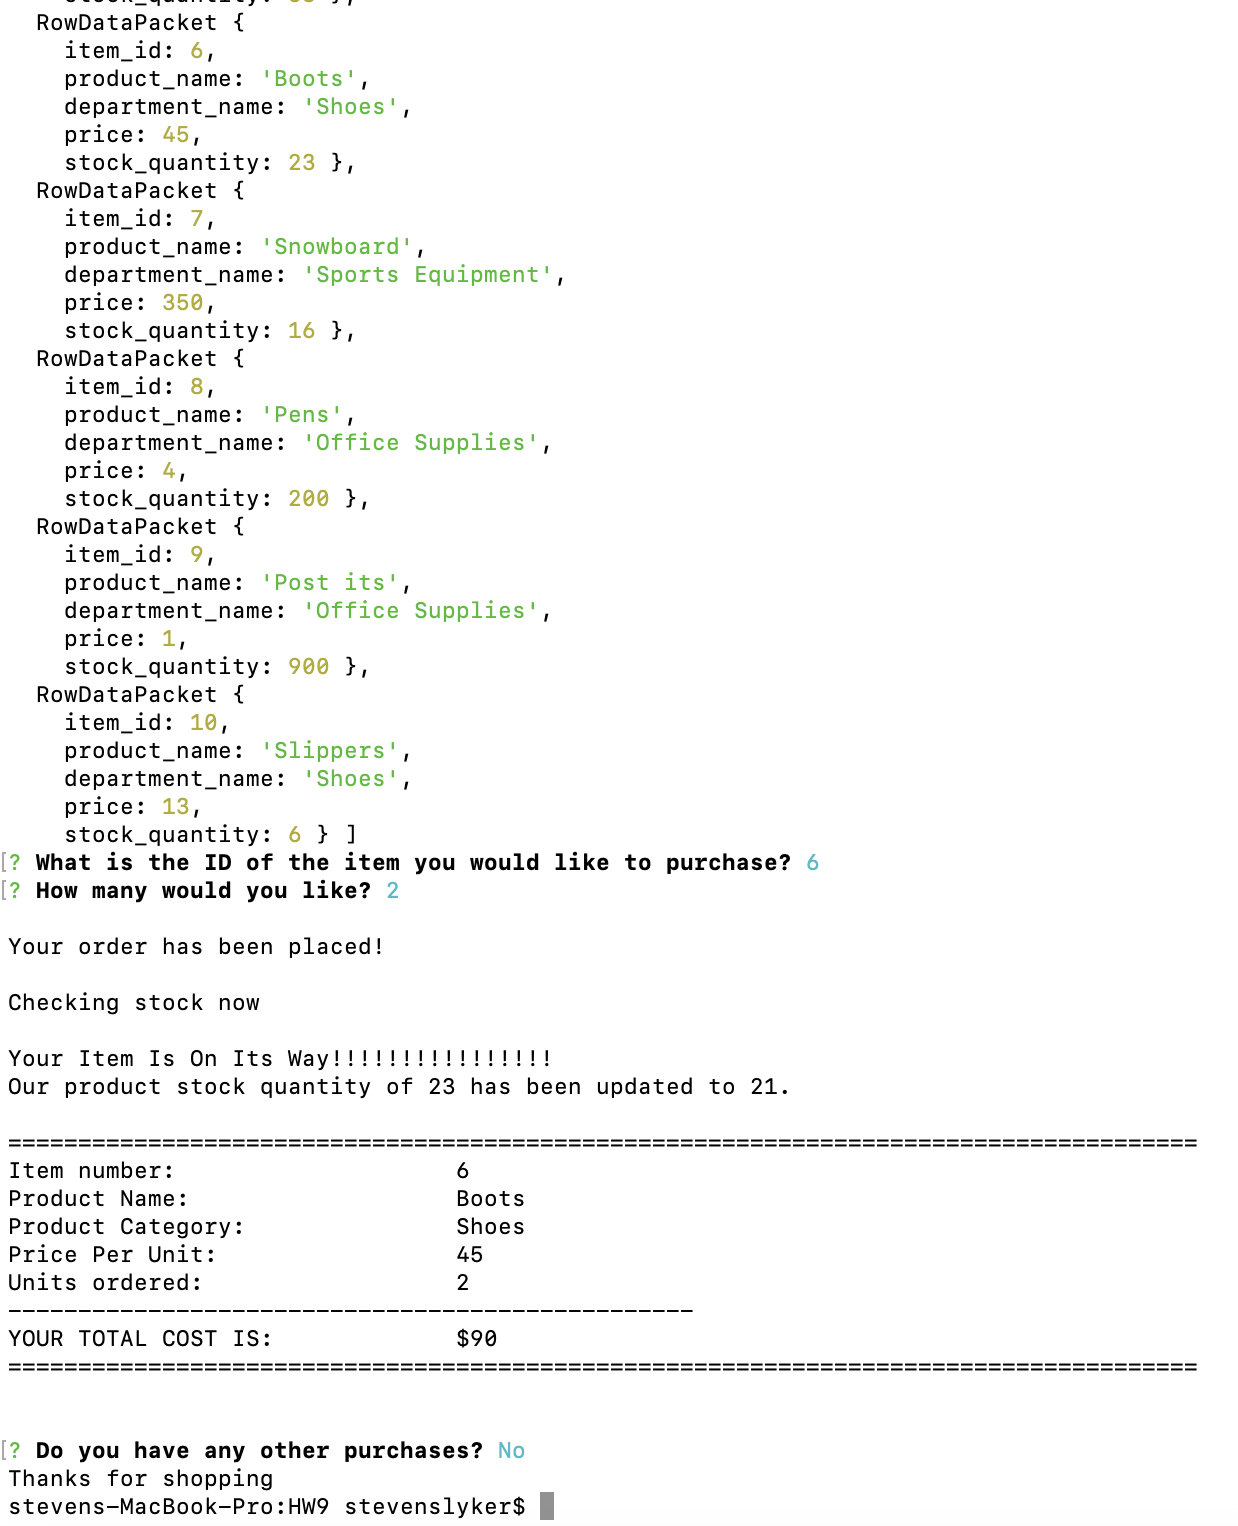 RowDataPacket {
item_id: 6,
product_name: 'Boots',
department_name: 'Shoes',
price: 45,
stock_quantity: 23 },
RowDataPacket {
item_id: 7,
product_name: 'Snowboard',
department_name: 'Sports Equipment',
price: 350,
stock_quantity: 16 },
RowDataPacket {
item_id: 8,
product_name: 'Pens',
department_name: 'Office Supplies',
price: 4,
stock_quantity: 200 },
RowDataPacket {
item_id: 9,
product_name: 'Post its',
department_name: 'Office Supplies',
price: 1,
stock_quantity: 900 },
RowDataPacket {
item_id: 10,
product_name: 'Slippers',
department_name: 'Shoes',
price: 13,
stock_quantity: 6 } ]
[? What is the ID of the item you would like to purchase? 6
[? How many would you like? 2
Your order has been placed!
Checking stock now
Your Item Is On Its Way!!!!!!!!!!!!!!!!
Our product stock quantity of 23 has been updated to 21.
=====================================================================================
Item number: 6
Product Name: Boots
Product Category: Shoes
Price Per Unit: 45
Units ordered: 2
-------------------------------------------------
YOUR TOTAL COST IS: $90
=====================================================================================
[? Do you have any other purchases? No
Thanks for shopping
stevens-MacBook-Pro:HW9 stevenslyker$